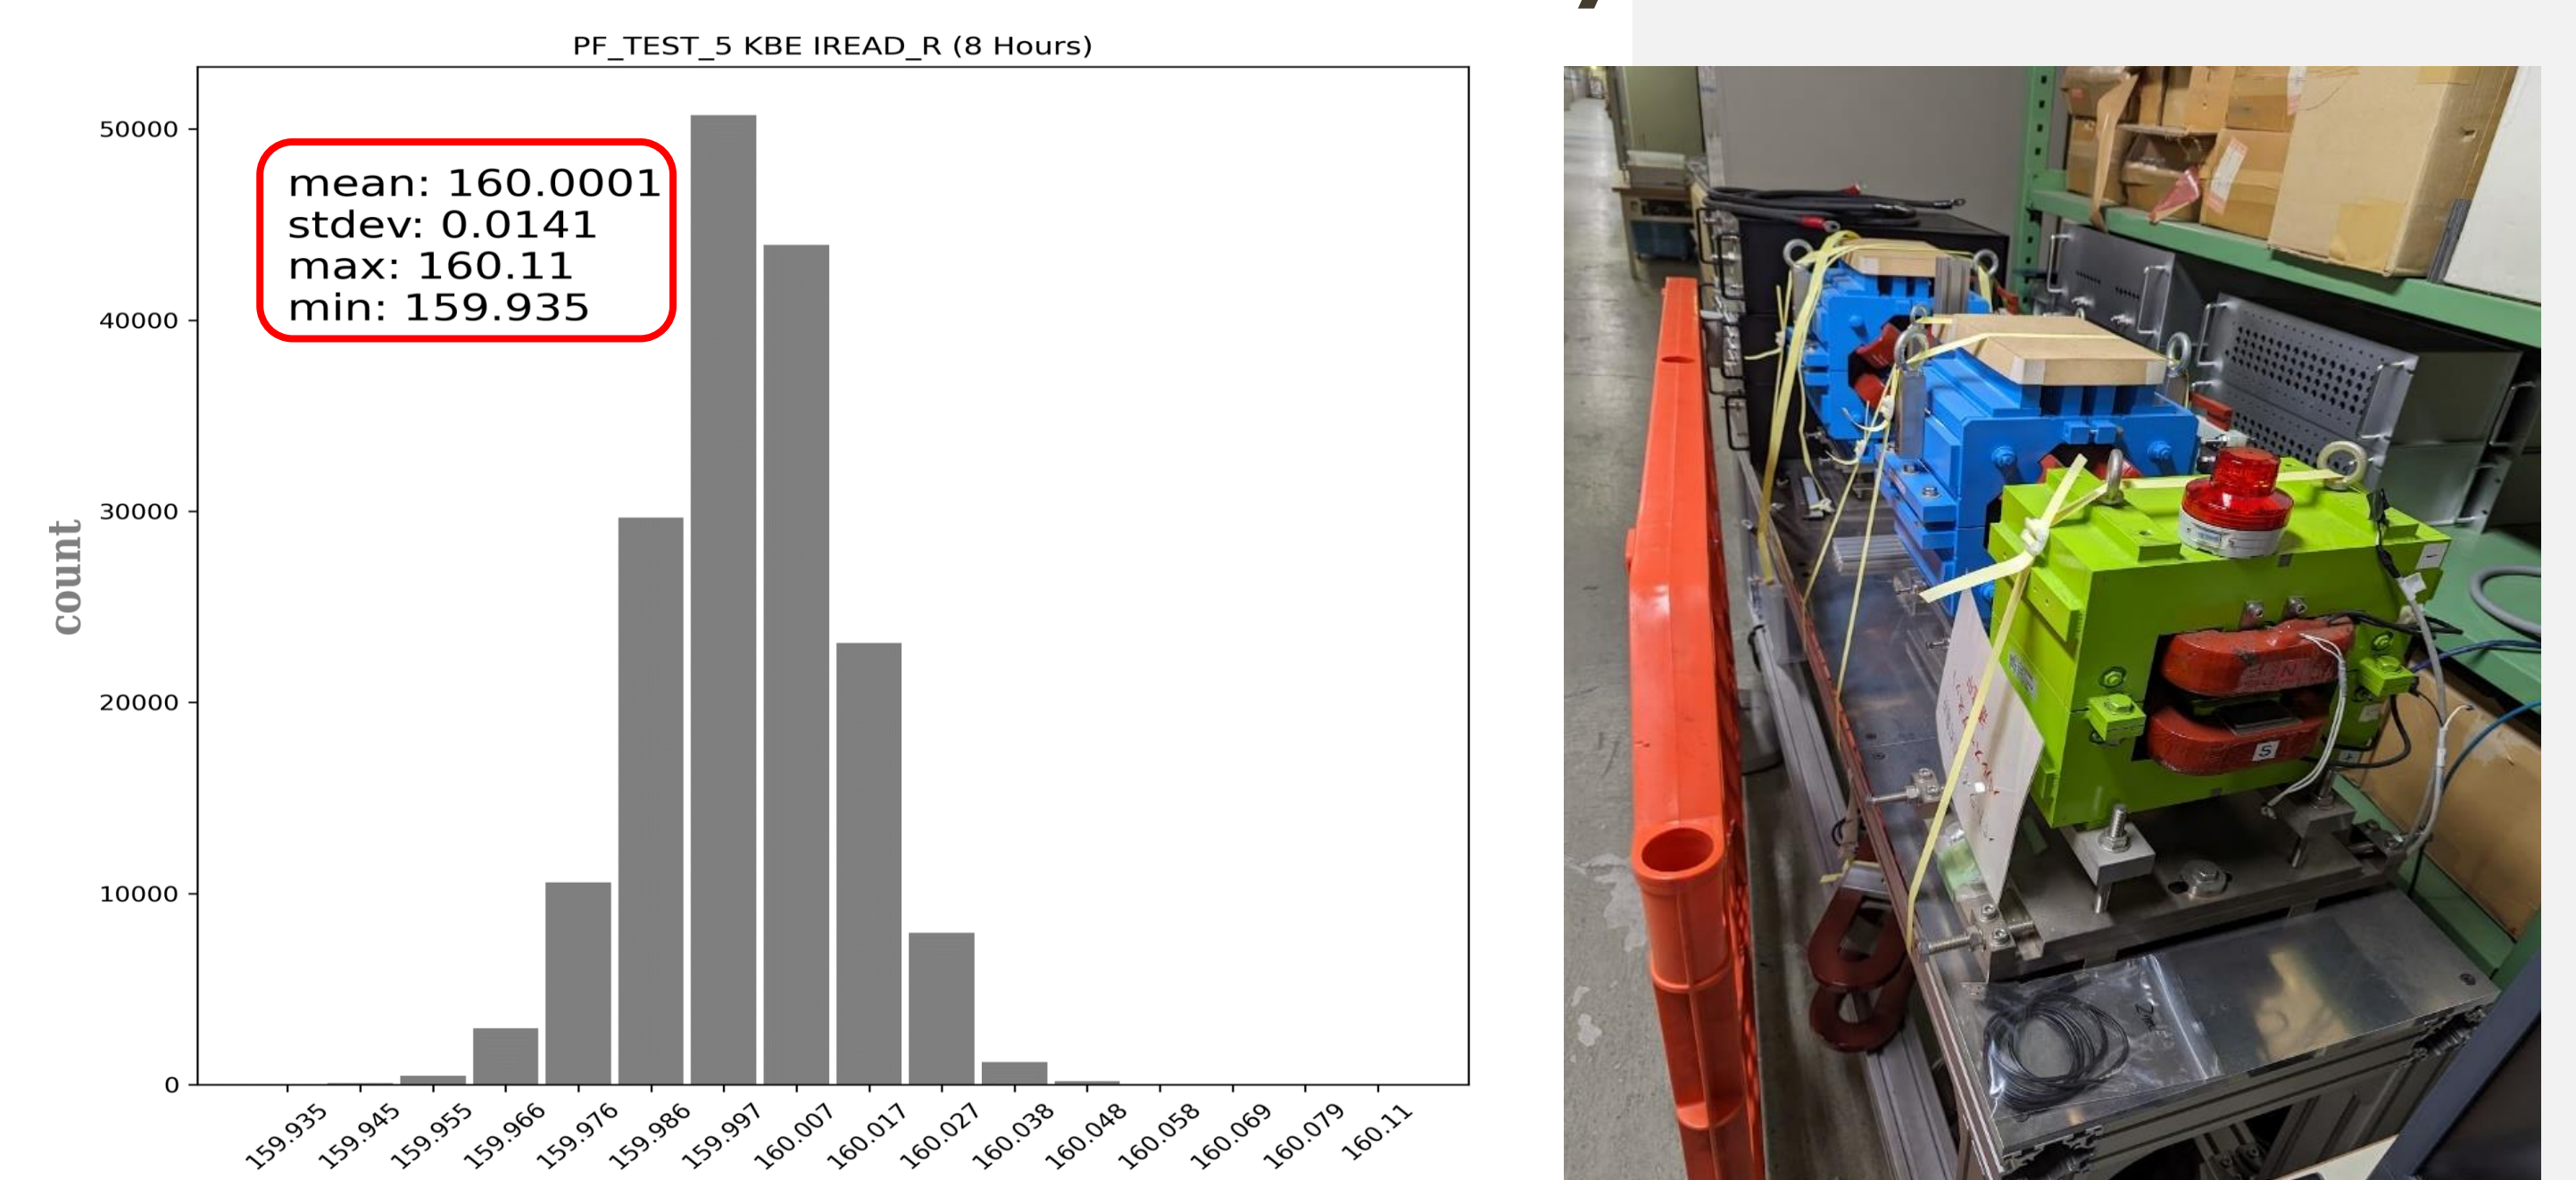 PF_TEST_5 KBE IREAD_R (8 Hours)
mean: 160.0001
stdev: 0.0141
max: 160.11
min: 159.935
count
50000
40000
30000
20000
10000
0
159.935
159.945
159.955
159.966
159.976
159.986
159.997
160.007
160.017
160.027
160.038
160.048
160.058
160.069
160.079
160.11
N
S